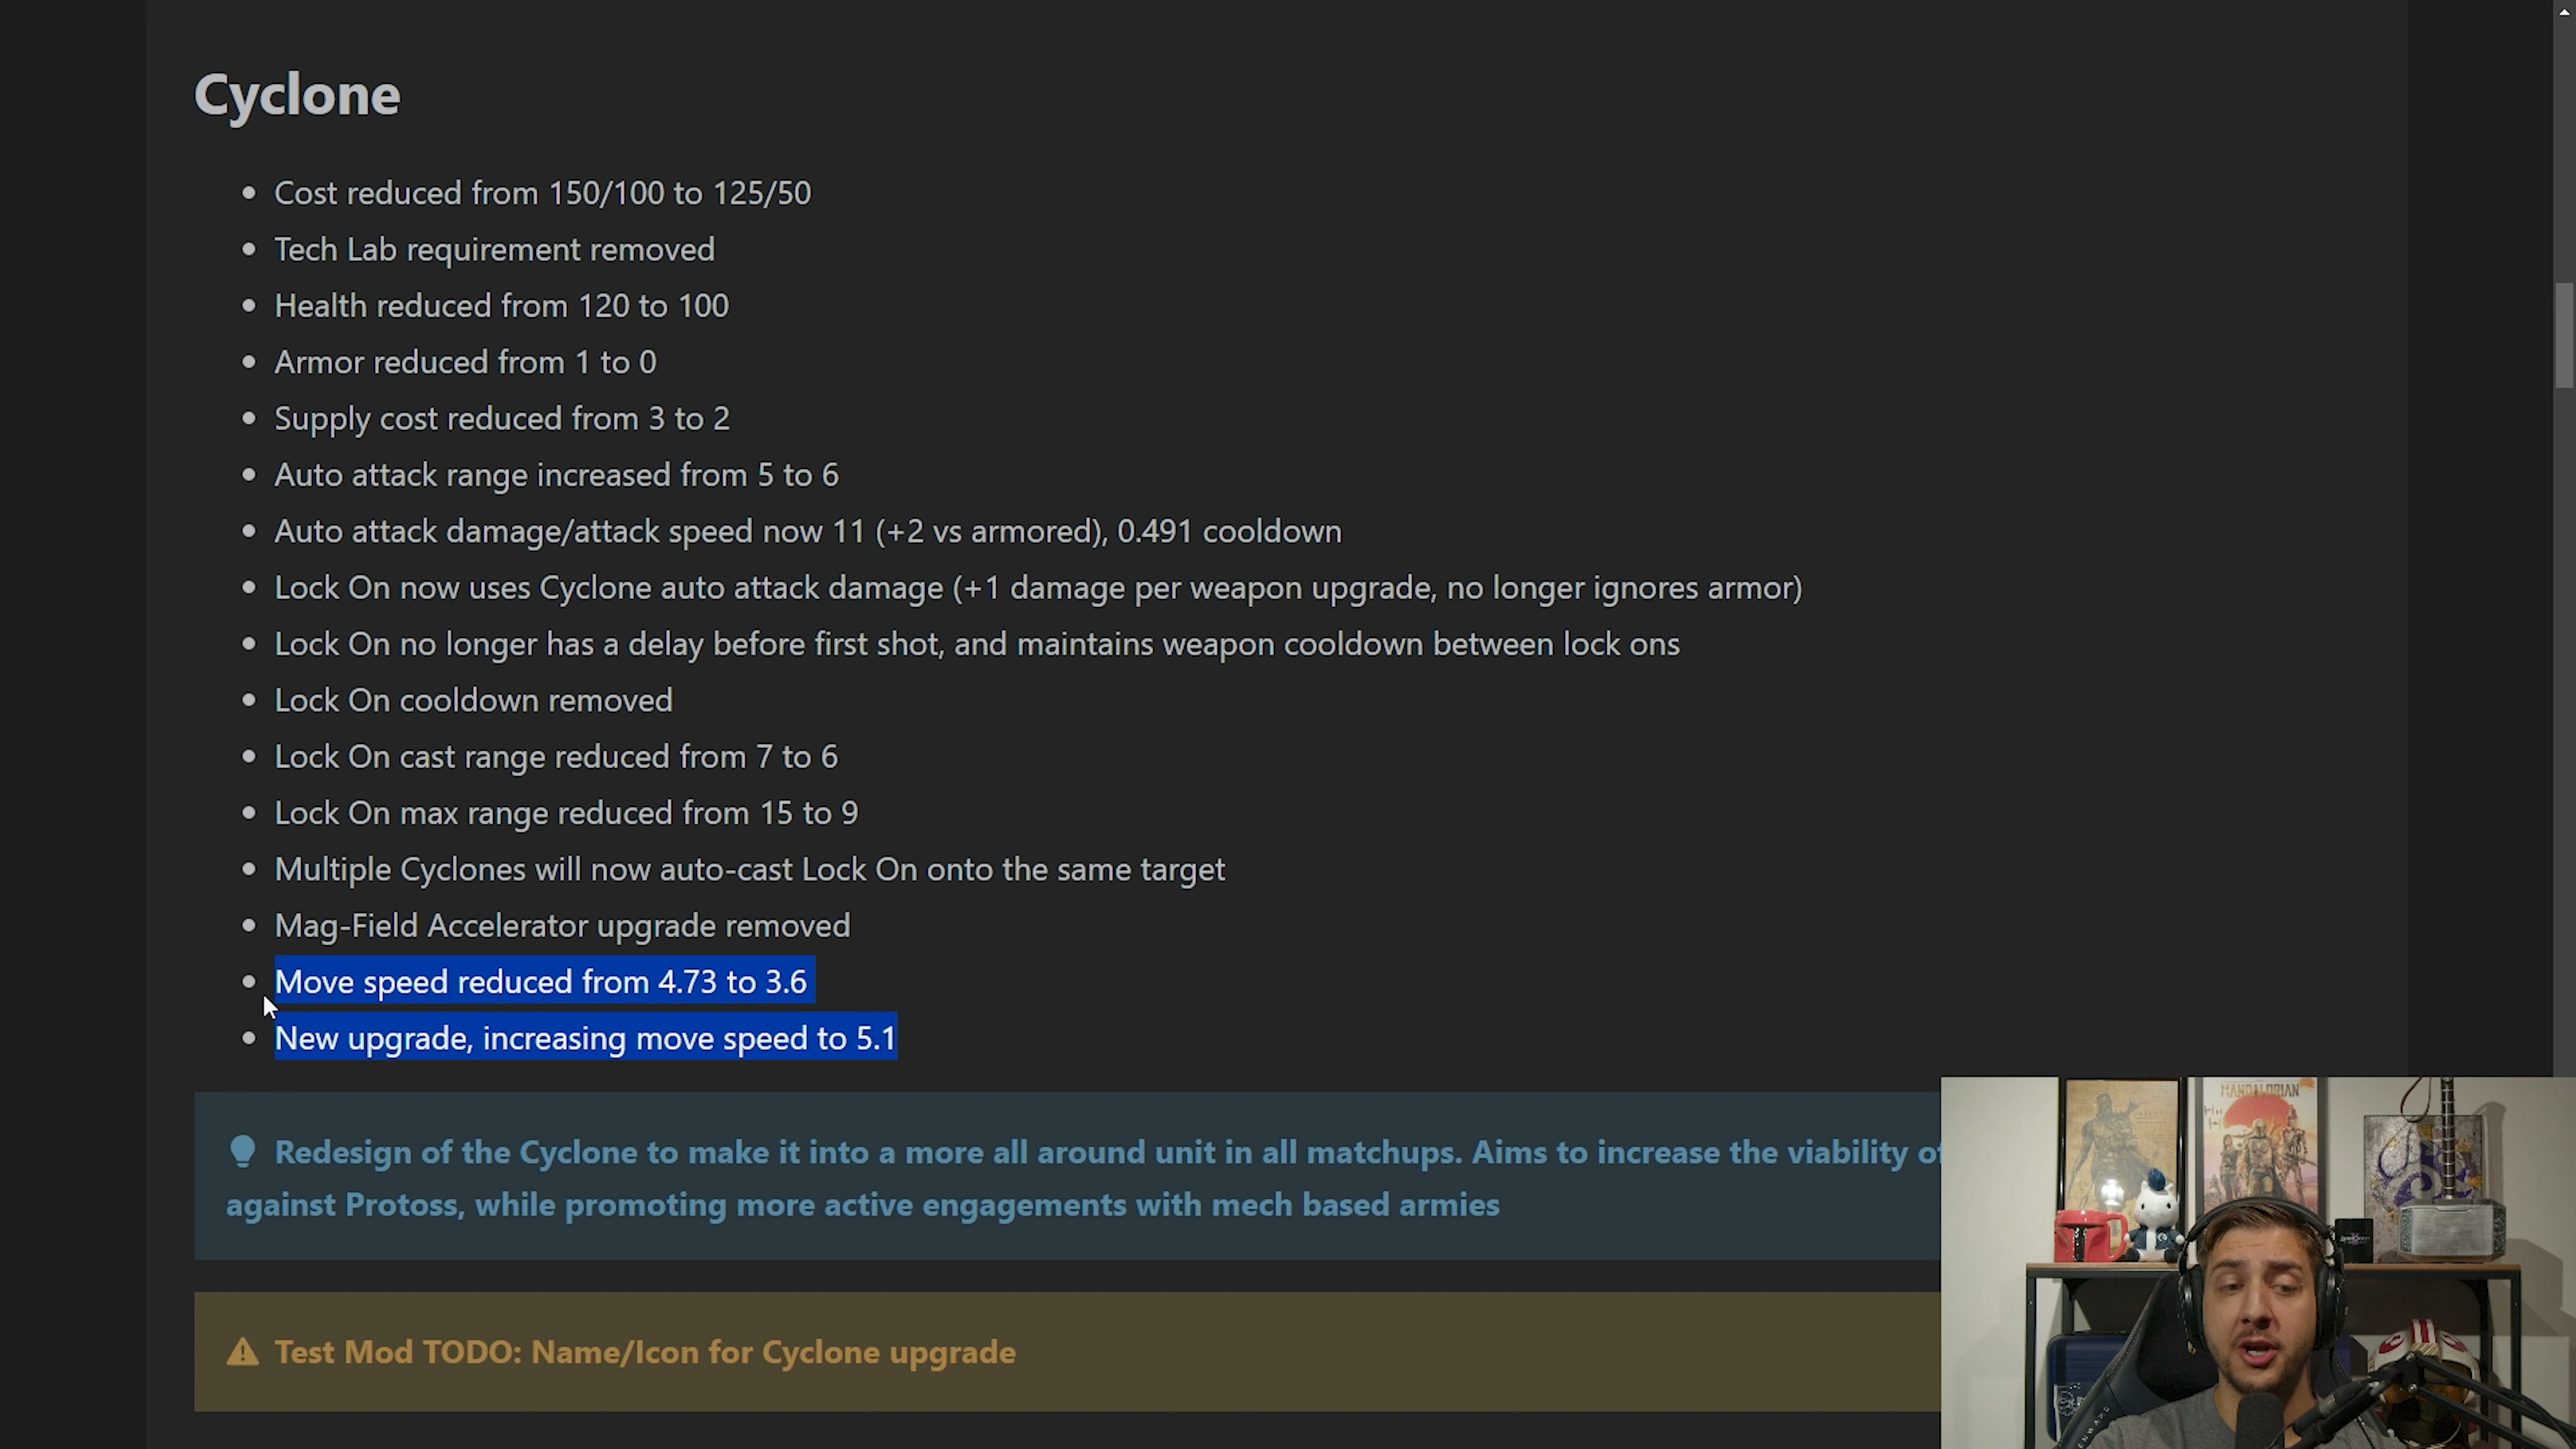 Cyclone
Cost reduced from 150/100 to 125/50
Tech Lab requirement removed
Health reduced from 120 to 100
Armor reduced from 1 to 0
Supply cost reduced from 3 to 2
Auto attack range increased from 5 to 6
Auto attack damage/attack speed now 11 (+2 vs armored), 0.491 cooldown
Lock On now uses Cyclone auto attack damage (+1 damage per weapon upgrade, no longer ignores armor)
Lock On no longer has a delay before first shot, and maintains weapon cooldown between lock ons
Lock On cooldown removed
Lock On cast range reduced from 7 to 6
Lock On max range reduced from 15 to 9
Multiple Cyclones will now auto-cast Lock On onto the same target
Mag-Field Accelerator upgrade removed
Move speed reduced from 4.73 to 3.6
New upgrade, increasing move speed to 5.1
Redesign of the Cyclone to make it into a more all around unit in all matchups. Aims to increase the viability
against Protoss, while promoting more active engagements with mech based armies
Test Mod TODO: Name/Icon for Cyclone upgrade
MANDALORIAN